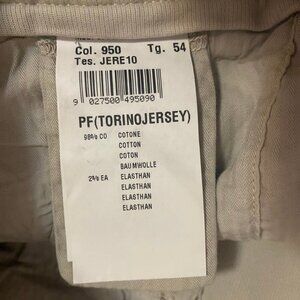 Col. 950 Tg. 54
Tes. JERE10
9 027500 495090
PF(TORINOJERSEY)
98% CO COTONE
COTTON
COTON
BAUMWOLLE
2% EA ELASTHAN
ELASTHAN
ELASTHAN
ELASTHAN